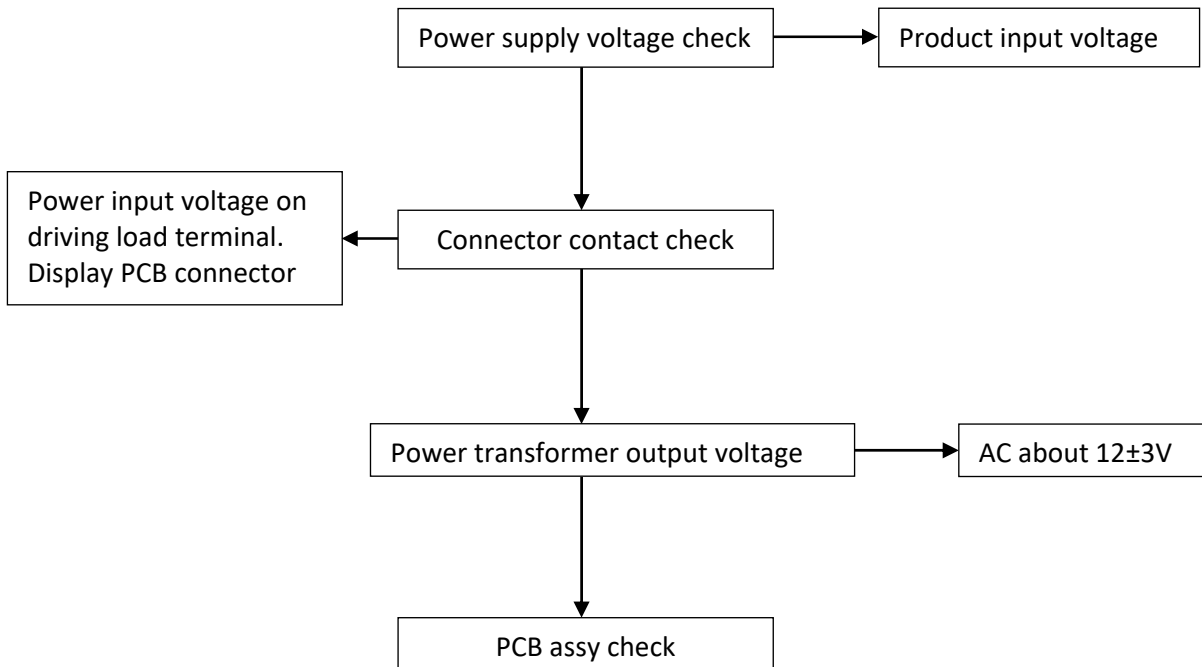 Power supply voltage check
Product input voltage
Power input voltage on
driving load terminal.
Display PCB connector
Connector contact check
Power transformer output voltage
AC about 12±3V
PCB assy check